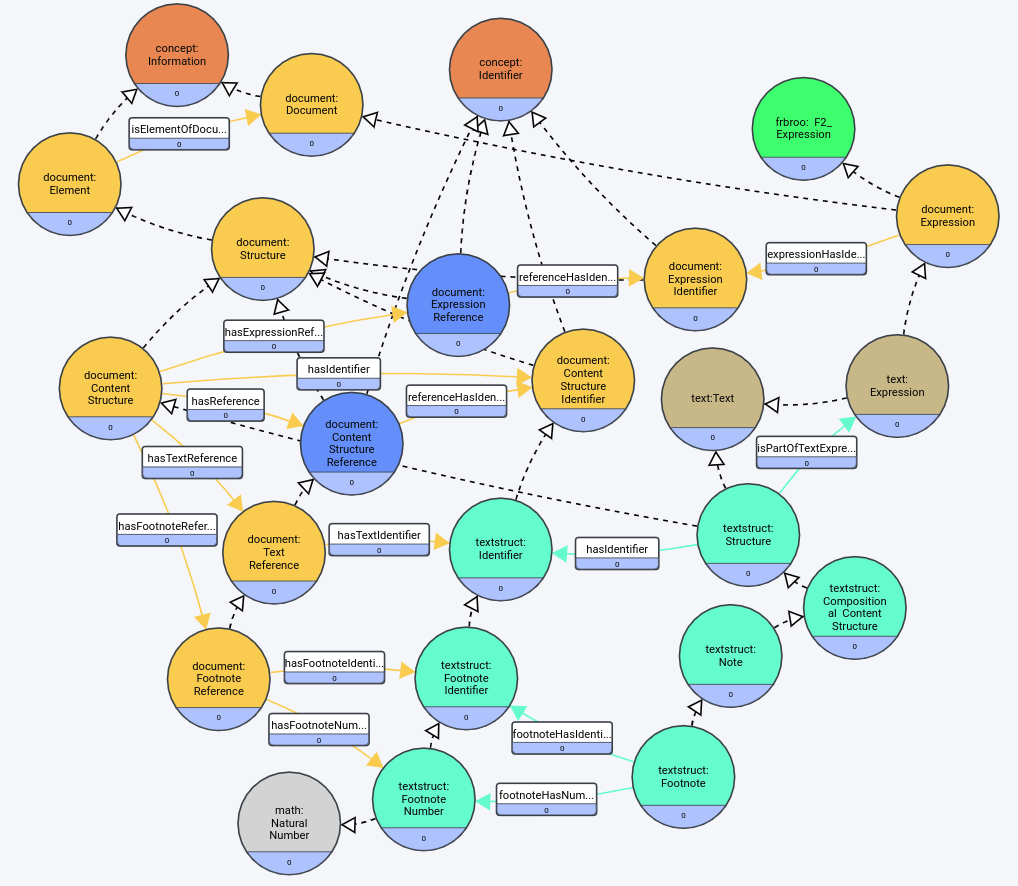 concept:
Information
0
concept:
Identifier
0
document:
Document
0
frbroo: F2_
Expression
0
isElementOfDocu...
0
document:
Element
0
document:
Expression
0
document:
Structure
0
expressionHasIde...
0
document:
Expression
Identifier
0
referenceHasIden...
0
document:
Expression
Reference
0
hasExpressionRef...
0
document:
Content
Structure
0
hasIdentifier
0
document:
Content
Structure
Identifier
0
text:Text
0
text:
Expression
0
hasReference
0
referenceHasIden...
0
document:
Content
Structure
Reference
0
isPartOfTextExpre...
0
hasTextReference
0
hasFootnoteRefer...
0
document:
Text
Reference
0
hasTextIdentifier
0
textstruct:
Identifier
0
hasIdentifier
0
textstruct:
Structure
0
textstruct:
Composition
al Content
Structure
0
document:
Footnote
Reference
0
hasFootnoteIdenti...
0
textstruct:
Footnote
Identifier
0
textstruct:
Note
0
hasFootnoteNum...
0
footnoteHasIdenti...
0
textstruct:
Footnote
0
math:
Natural
Number
0
textstruct:
Footnote
Number
0
footnoteHasNum...
0